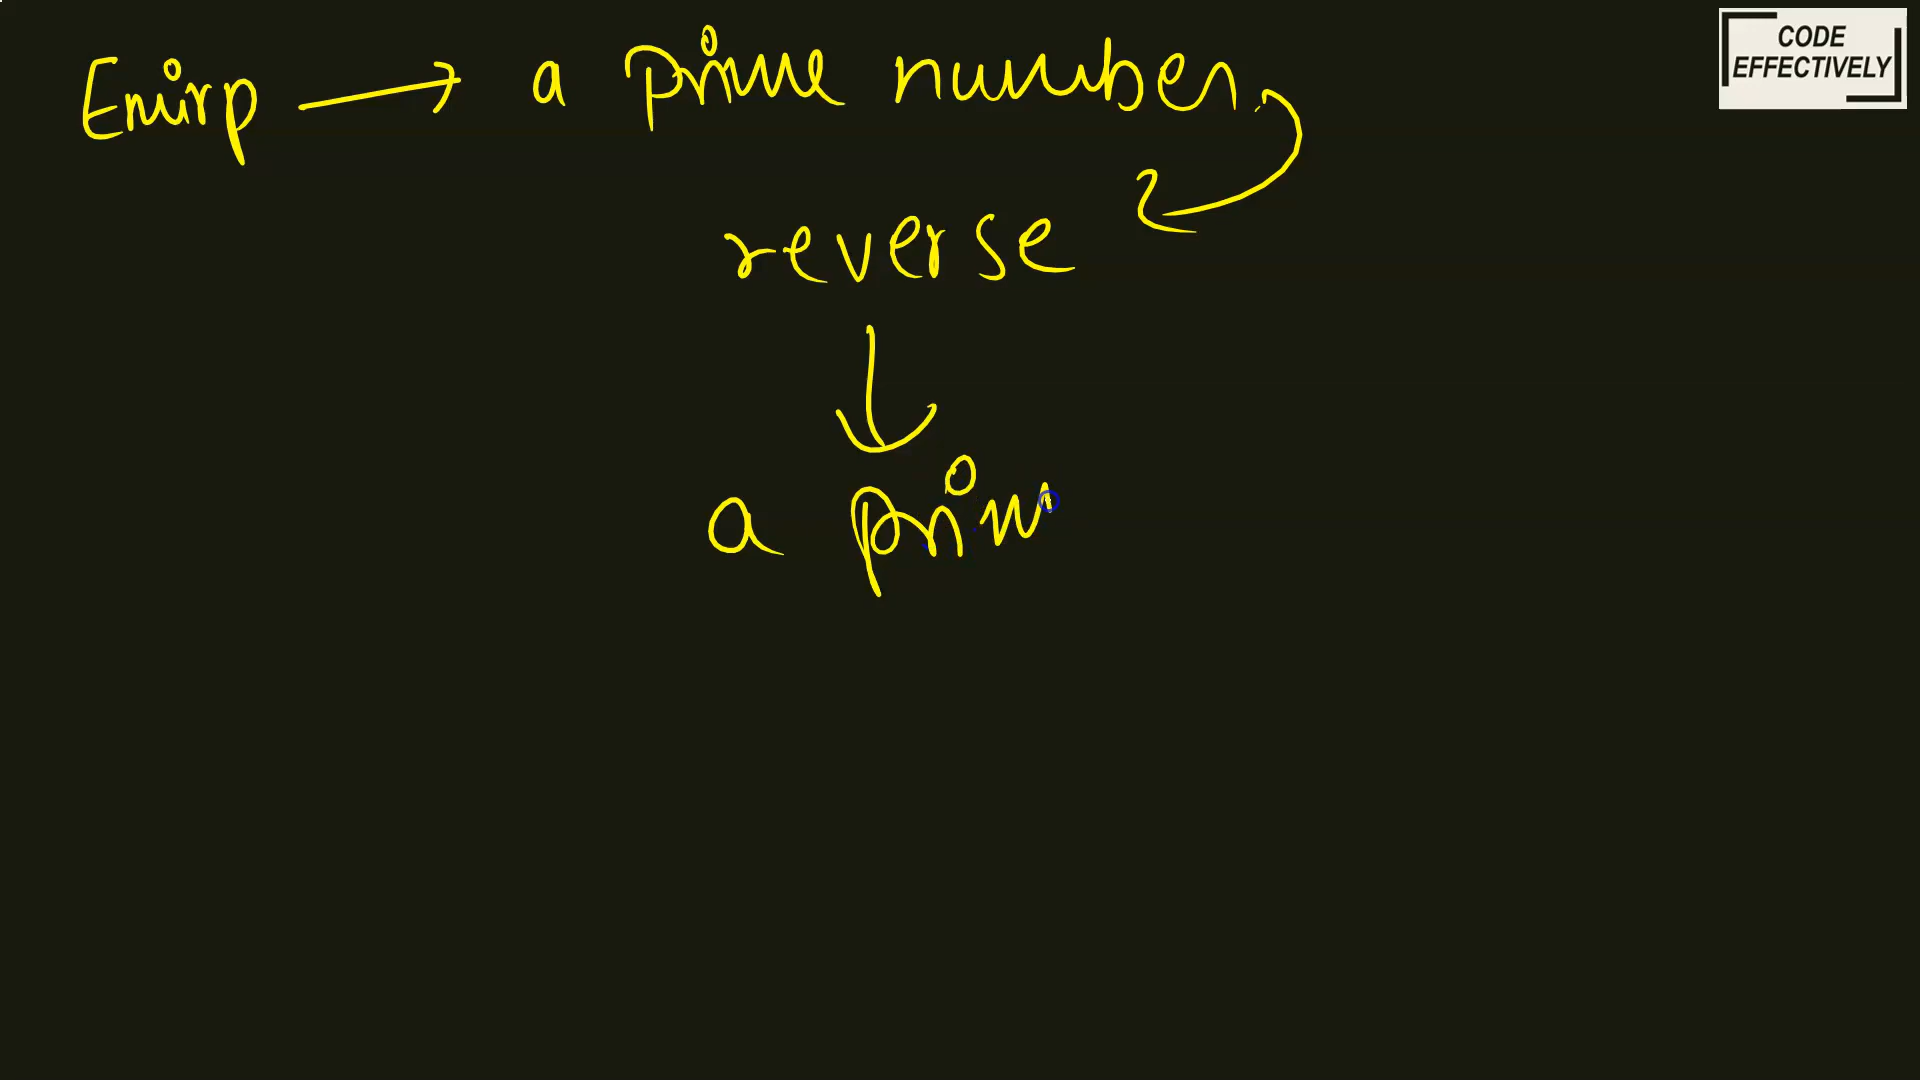 Emirp → a prime number
CODE
EFFECTIVELY
reverse
a prim